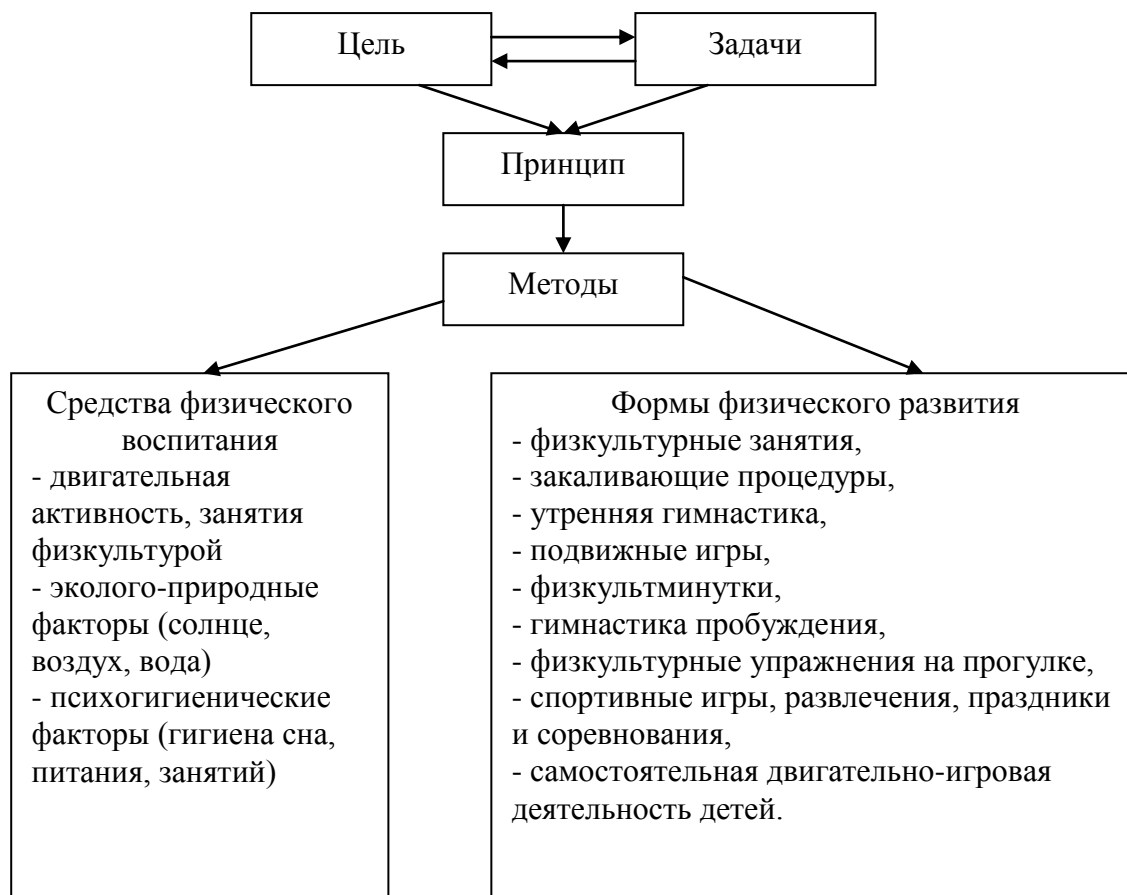 Цель
Задачи
Принцип
Методы
Средства физического
воспитания
- двигательная
активность, занятия
физкультурой
- эколого-природные
факторы (солнце,
воздух, вода)
- психогигиенические
факторы (гигиена сна,
питания, занятий)
Формы физического развития
- физкультурные занятия,
- закаливающие процедуры,
- утренняя гимнастика,
- подвижные игры,
- физкультминутки,
- гимнастика пробуждения,
- физкультурные упражнения на прогулке,
- спортивные игры, развлечения, праздники
и соревнования,
- самостоятельная двигательно-игровая
деятельность детей.